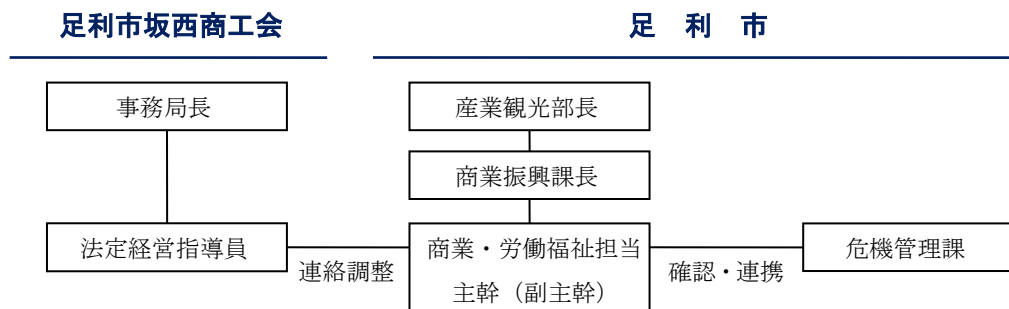 足利市坂西商工会
足 利 市
事務局長
産業観光部長
商業振興課長
法定経営指導員
連絡調整
商業・労働福祉担当
主幹（副主幹）
確認・連携
危機管理課